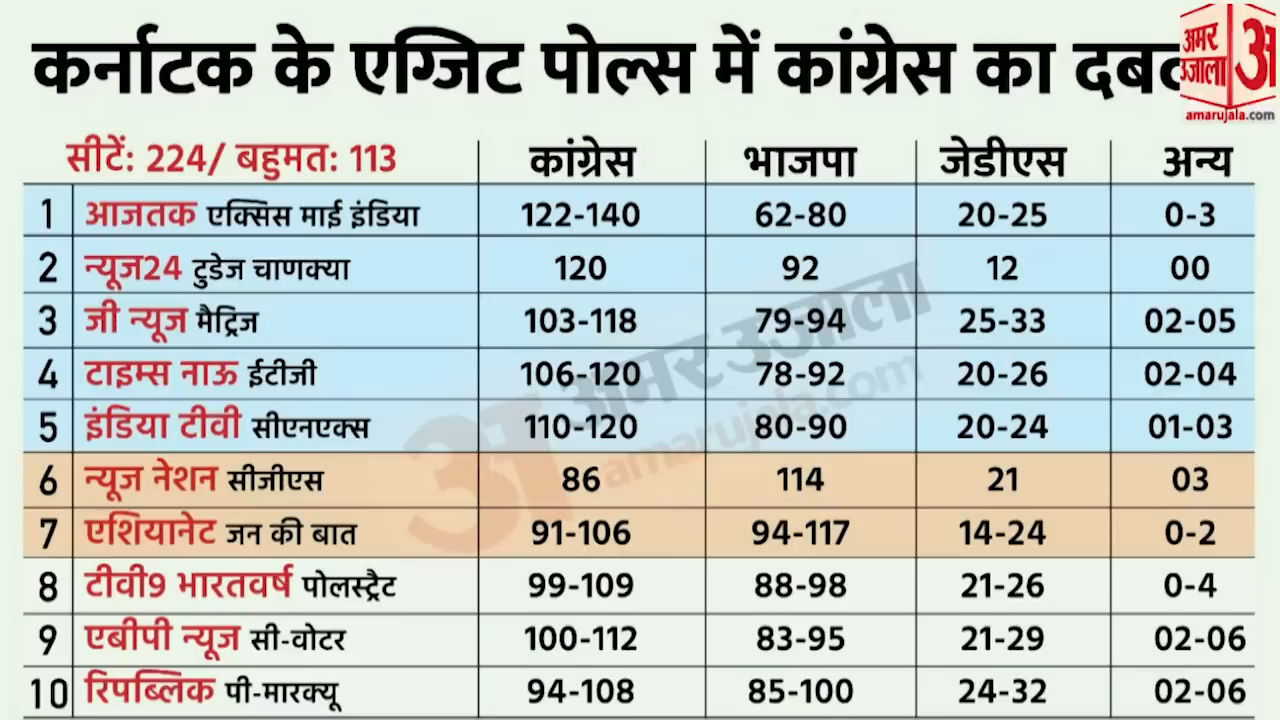 कर्नाटक के एग्जिट पोल्स में कांग्रेस का
अमर उजाला अ
amarujala.com
सीटें: 224/ बहुमत: 113 कांग्रेस भाजपा जेडीएस अन्य
1 आजतक एक्सिस माई इंडिया 122-140 62-80 20-25 0-3
2 न्यूज24 टुडेज चाणक्या 120 92 12 00
3 जी न्यूज मैट्रिज 103-118 79-94 25-33 02-05
4 टाइम्स नाऊ ईटीजी 106-120 78-92 20-26 02-04
5 इंडिया टीवी सीएनएक्स 110-120 80-90 20-24 01-03
6 न्यूज नेशन सीजीएस 86 114 21 03
7 एशियानेट जन की बात 91-106 94-117 14-24 0-2
8 टीवी9 भारतवर्ष पोलस्ट्रैट 99-109 88-98 21-26 0-4
9 एबीपी न्यूज सी-वोटर 100-112 83-95 21-29 02-06
10 रिपब्लिक पी-मारक्यू 94-108 85-100 24-32 02-06
अ अमर उजाला
amarujala.com